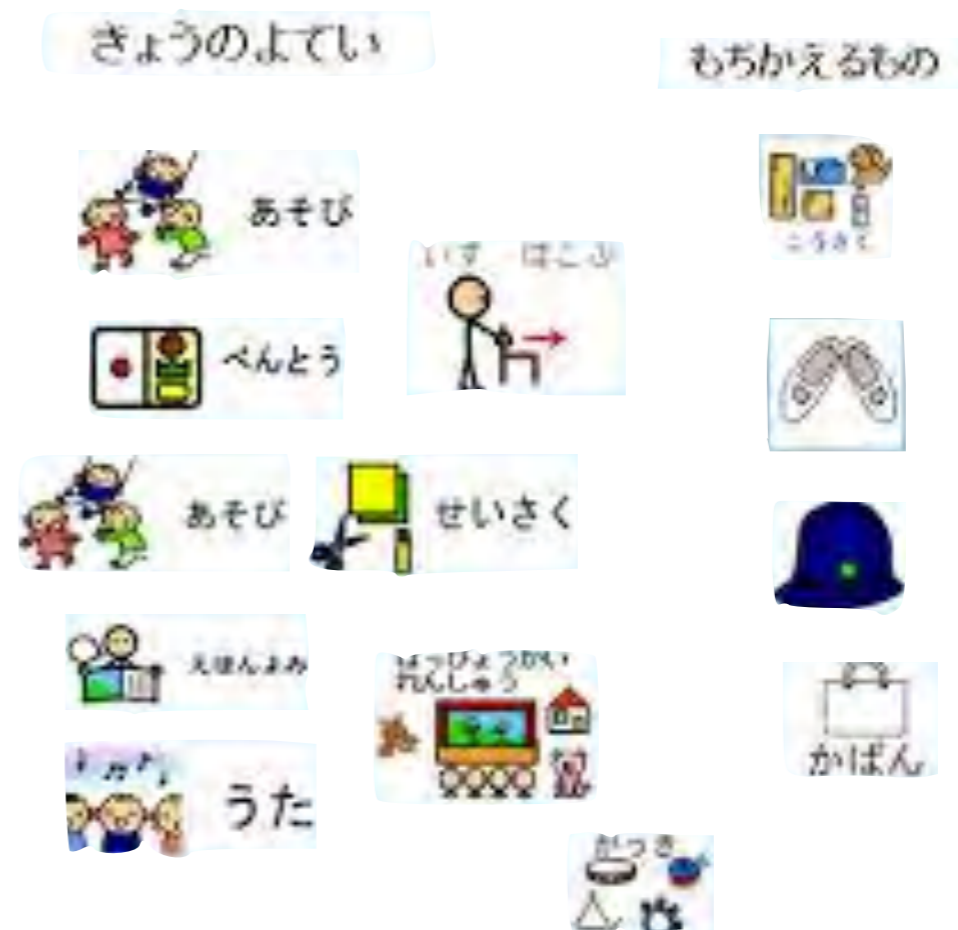 きょうのよてい
もちかえるもの
あそび
いす はこぶ
こうさく
べんとう
あそび
せいさく
えほんよみ
はっぴょうかい
れんしゅう
かばん
うた
がっき